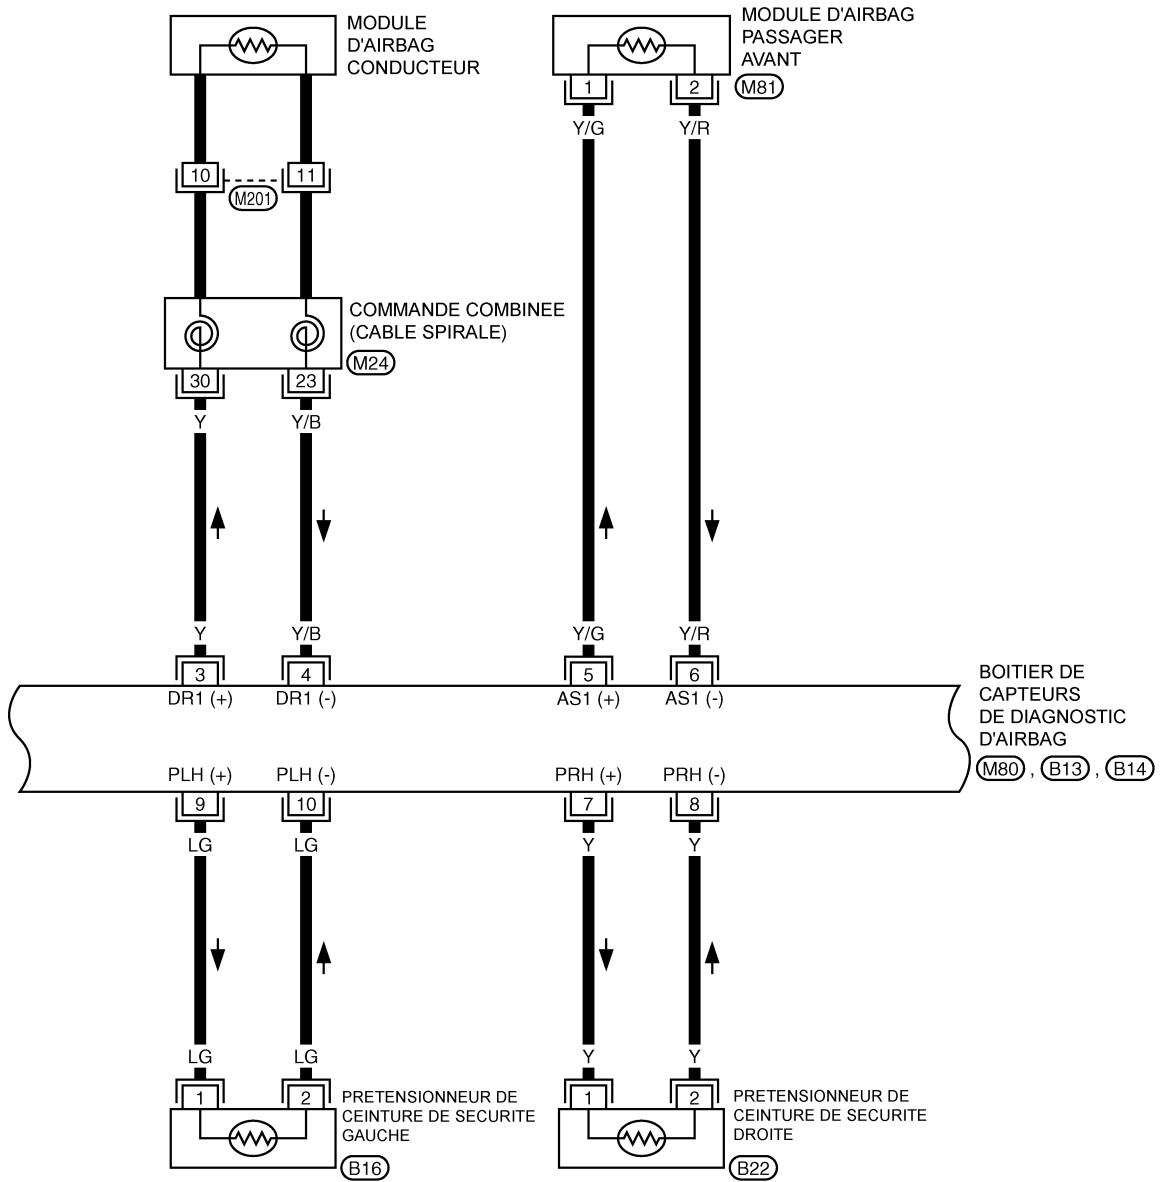 MODULE
D'AIRBAG
CONDUCTEUR
MODULE D'AIRBAG
PASSAGER
AVANT
M81
1
2
Y/G
Y/R
10
11
M201
COMMANDE COMBINEE
(CABLE SPIRALE)
M24
30
23
Y
Y/B
Y
Y/B
Y/G
Y/R
3
4
5
6
DR1 (+)
DR1 (-)
AS1 (+)
AS1 (-)
BOITIER DE
CAPTEURS
DE DIAGNOSTIC
D'AIRBAG
M80 , B13 , B14
PLH (+)
PLH (-)
PRH (+)
PRH (-)
9
10
7
8
LG
LG
Y
Y
LG
LG
Y
Y
1
2
PRETENSIONNEUR DE
CEINTURE DE SECURITE
GAUCHE
B16
1
2
PRETENSIONNEUR DE
CEINTURE DE SECURITE
DROITE
B22